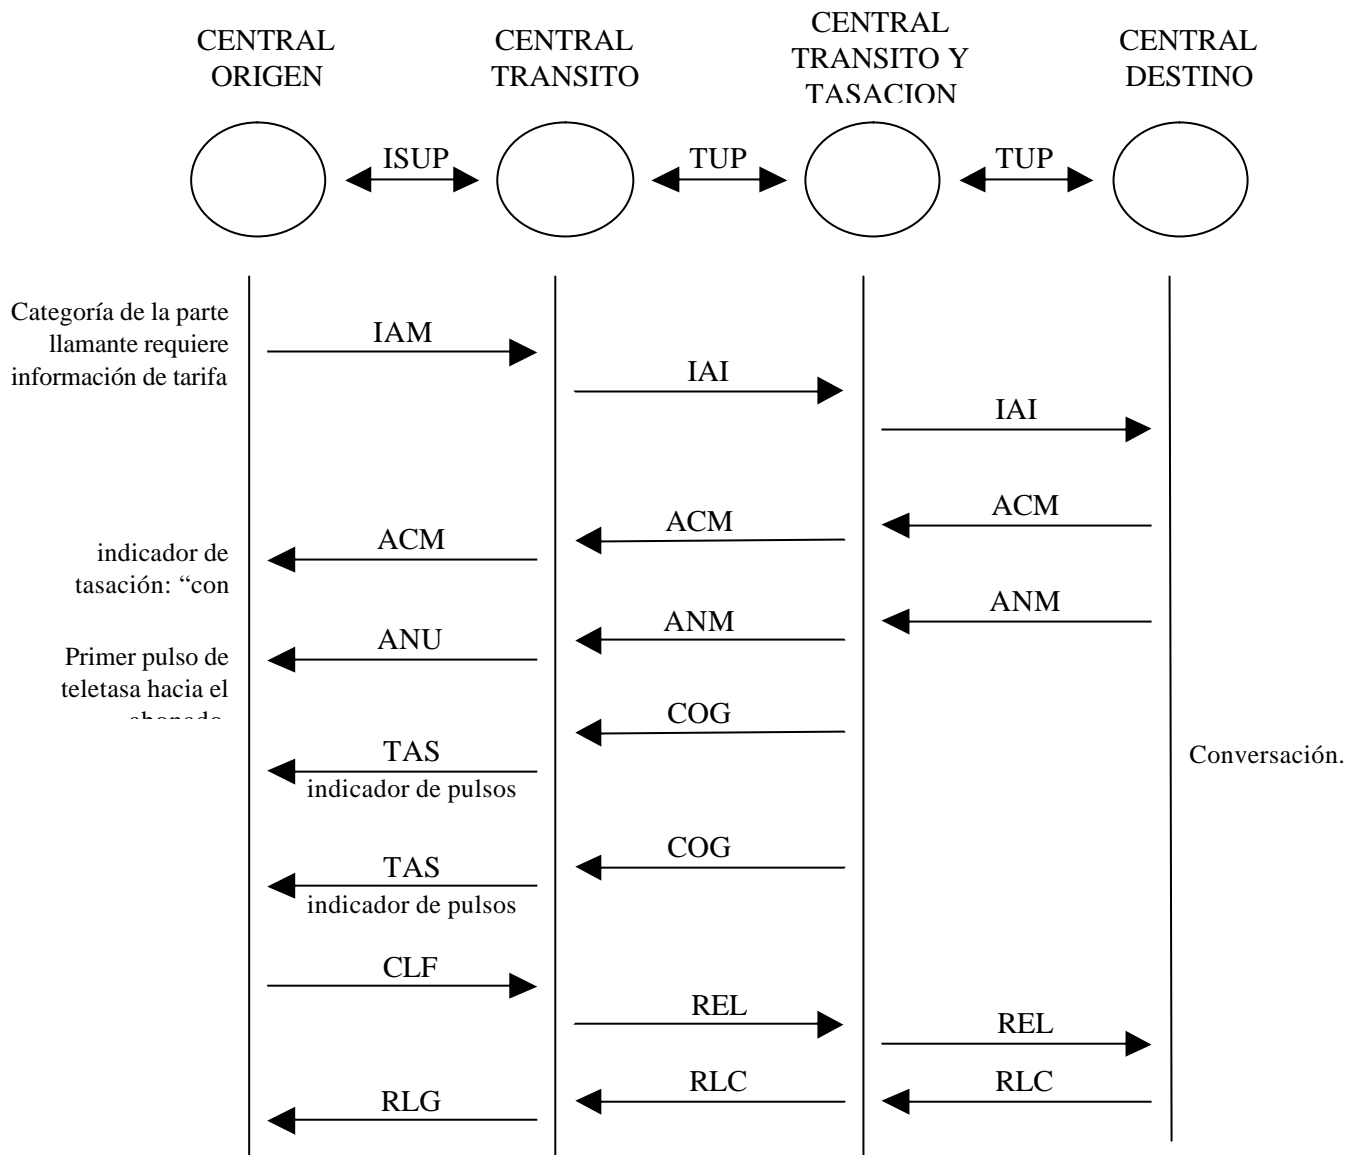 CENTRAL
ORIGEN
CENTRAL
TRANSITO
CENTRAL
TRANSITO Y
TASACION
CENTRAL
DESTINO
ISUP
TUP
TUP
Categoría de la parte
llamante requiere
información de tarifa
IAM
IAI
IAI
ACM
ACM
ACM
indicador de
tasación: “con
ANM
ANM
ANU
Primer pulso de
teletasa hacia el
abonado.
COG
TAS
indicador de pulsos
Conversación.
COG
TAS
indicador de pulsos
CLF
REL
REL
RLC
RLC
RLG